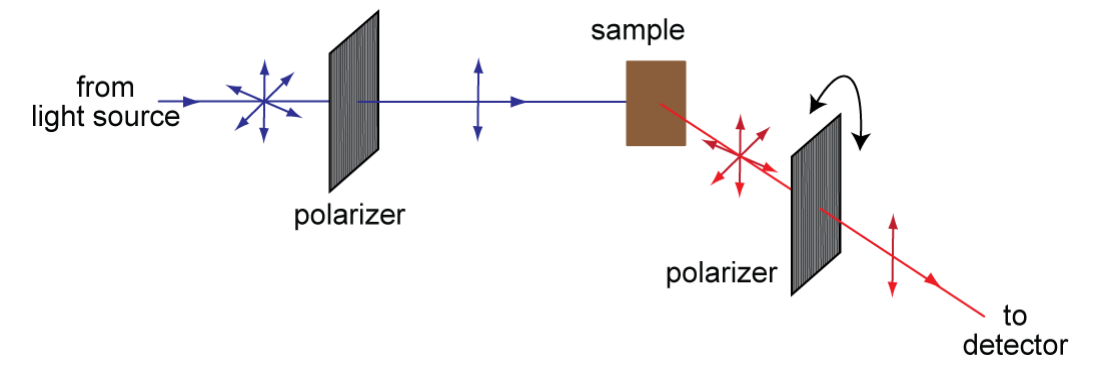 from
light source
polarizer
sample
polarizer
to
detector